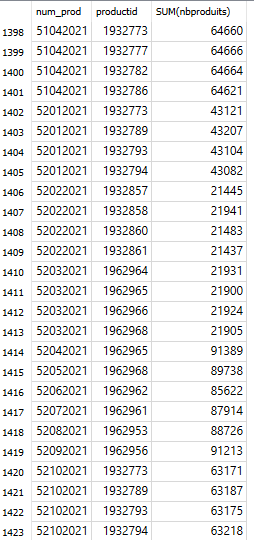 num_prod productid SUM(nbproduits)
1398 51042021 1932773 64660
1399 51042021 1932777 64666
1400 51042021 1932782 64664
1401 51042021 1932786 64621
1402 52012021 1932773 43121
1403 52012021 1932789 43207
1404 52012021 1932793 43104
1405 52012021 1932794 43082
1406 52022021 1932857 21445
1407 52022021 1932858 21941
1408 52022021 1932860 21483
1409 52022021 1932861 21437
1410 52032021 1962964 21931
1411 52032021 1962965 21900
1412 52032021 1962966 21924
1413 52032021 1962968 21905
1414 52042021 1962965 91389
1415 52052021 1962968 89738
1416 52062021 1962962 85622
1417 52072021 1962961 87914
1418 52082021 1962953 88726
1419 52092021 1962956 91213
1420 52102021 1932773 63171
1421 52102021 1932789 63187
1422 52102021 1932793 63175
1423 52102021 1932794 63218